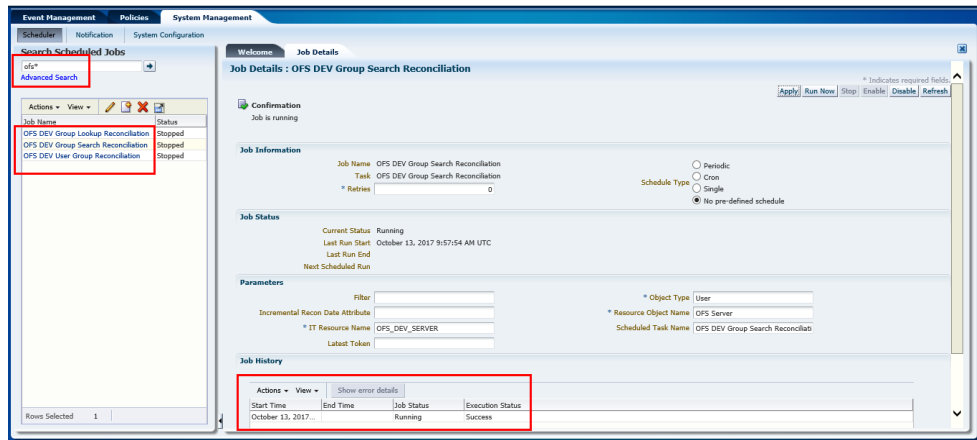 Event Management Policies System Management
Scheduler Notification System Configuration
Search Scheduled Jobs
ofs*
Advanced Search
Actions View
Job Name Status
OFS DEV Group Lookup Reconciliation Stopped
OFS DEV Group Search Reconciliation Stopped
OFS DEV User Group Reconciliation Stopped
Rows Selected 1
Welcome Job Details
Job Details : OFS DEV Group Search Reconciliation
* Indicates required fields.
Apply Run Now Stop Enable Disable Refresh
Confirmation
Job is running
Job Information
Job Name OFS DEV Group Search Reconciliation
Task OFS DEV Group Search Reconciliation
* Retries 0
Schedule Type
Periodic
Cron
Single
No pre-defined schedule
Job Status
Current Status Running
Last Run Start October 13, 2017 9:57:54 AM UTC
Last Run End
Next Scheduled Run
Parameters
Filter
* Object Type User
Incremental Recon Date Attribute
* Resource Object Name OFS Server
* IT Resource Name OFS_DEV_SERVER
Scheduled Task Name OFS DEV Group Search Reconciliati
Latest Token
Job History
Actions View Show error details
Start Time End Time Job Status Execution Status
October 13, 2017... Running Success